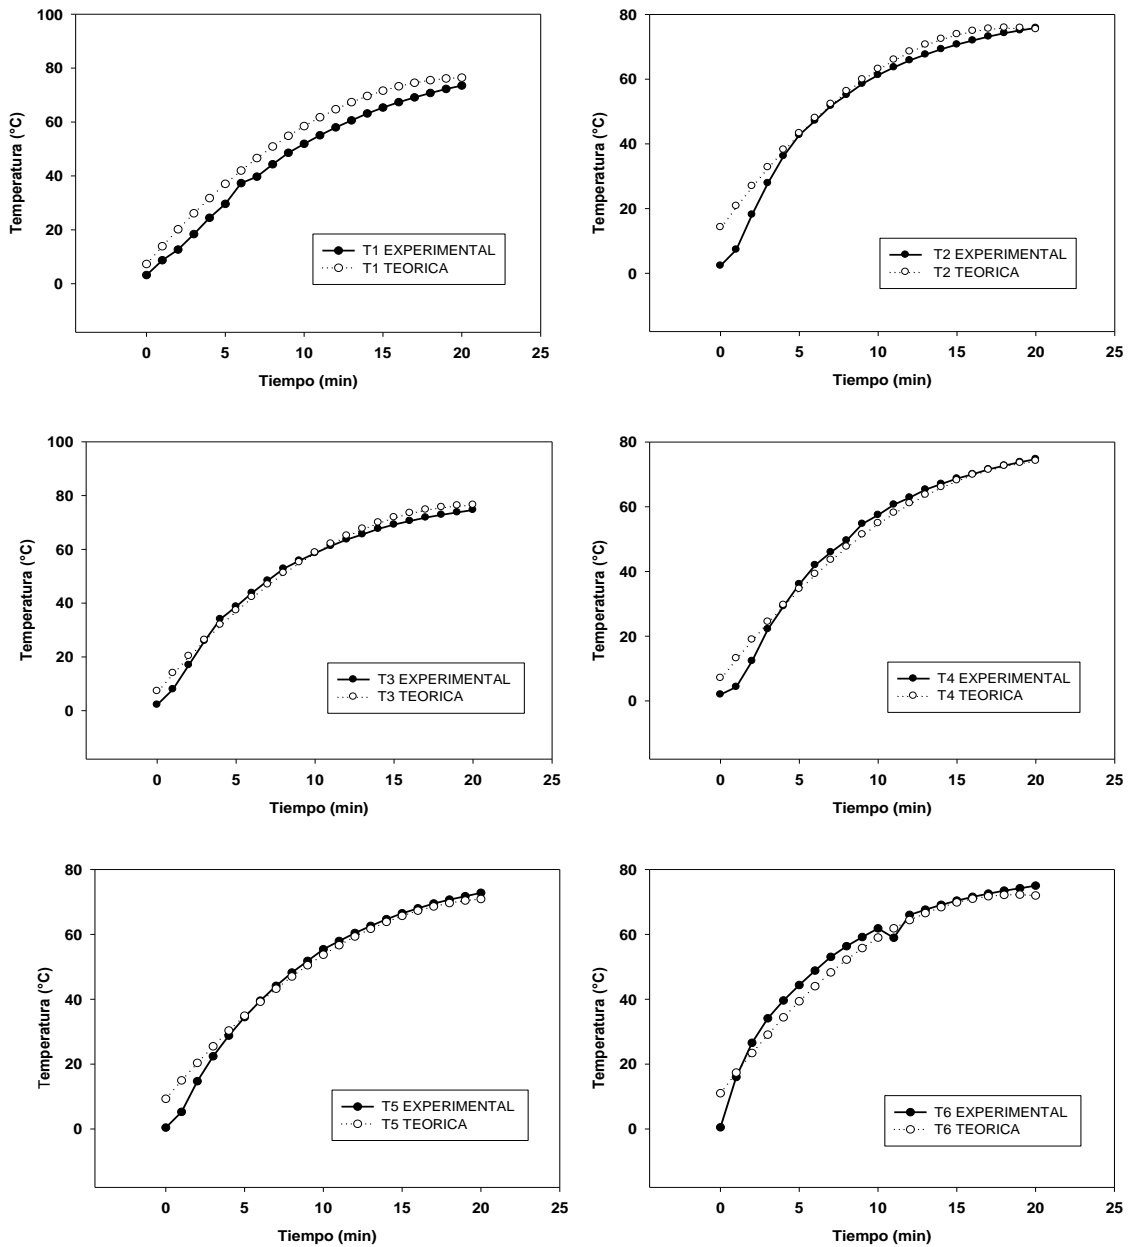 100
80
60
40
20
0
Temperatura (°C)
T1 EXPERIMENTAL
T1 TEORICA
0 5 10 15 20 25
Tiempo (min)
80
60
40
20
0
Temperatura (°C)
T2 EXPERIMENTAL
T2 TEORICA
0 5 10 15 20 25
Tiempo (min)
100
80
60
40
20
0
Temperatura (°C)
T3 EXPERIMENTAL
T3 TEORICA
0 5 10 15 20 25
Tiempo (min)
80
60
40
20
0
Temperatura (°C)
T4 EXPERIMENTAL
T4 TEORICA
0 5 10 15 20 25
Tiempo (min)
80
60
40
20
0
Temperatura (°C)
T5 EXPERIMENTAL
T5 TEORICA
0 5 10 15 20 25
Tiempo (min)
80
60
40
20
0
Temperatura (°C)
T6 EXPERIMENTAL
T6 TEORICA
0 5 10 15 20 25
Tiempo (min)